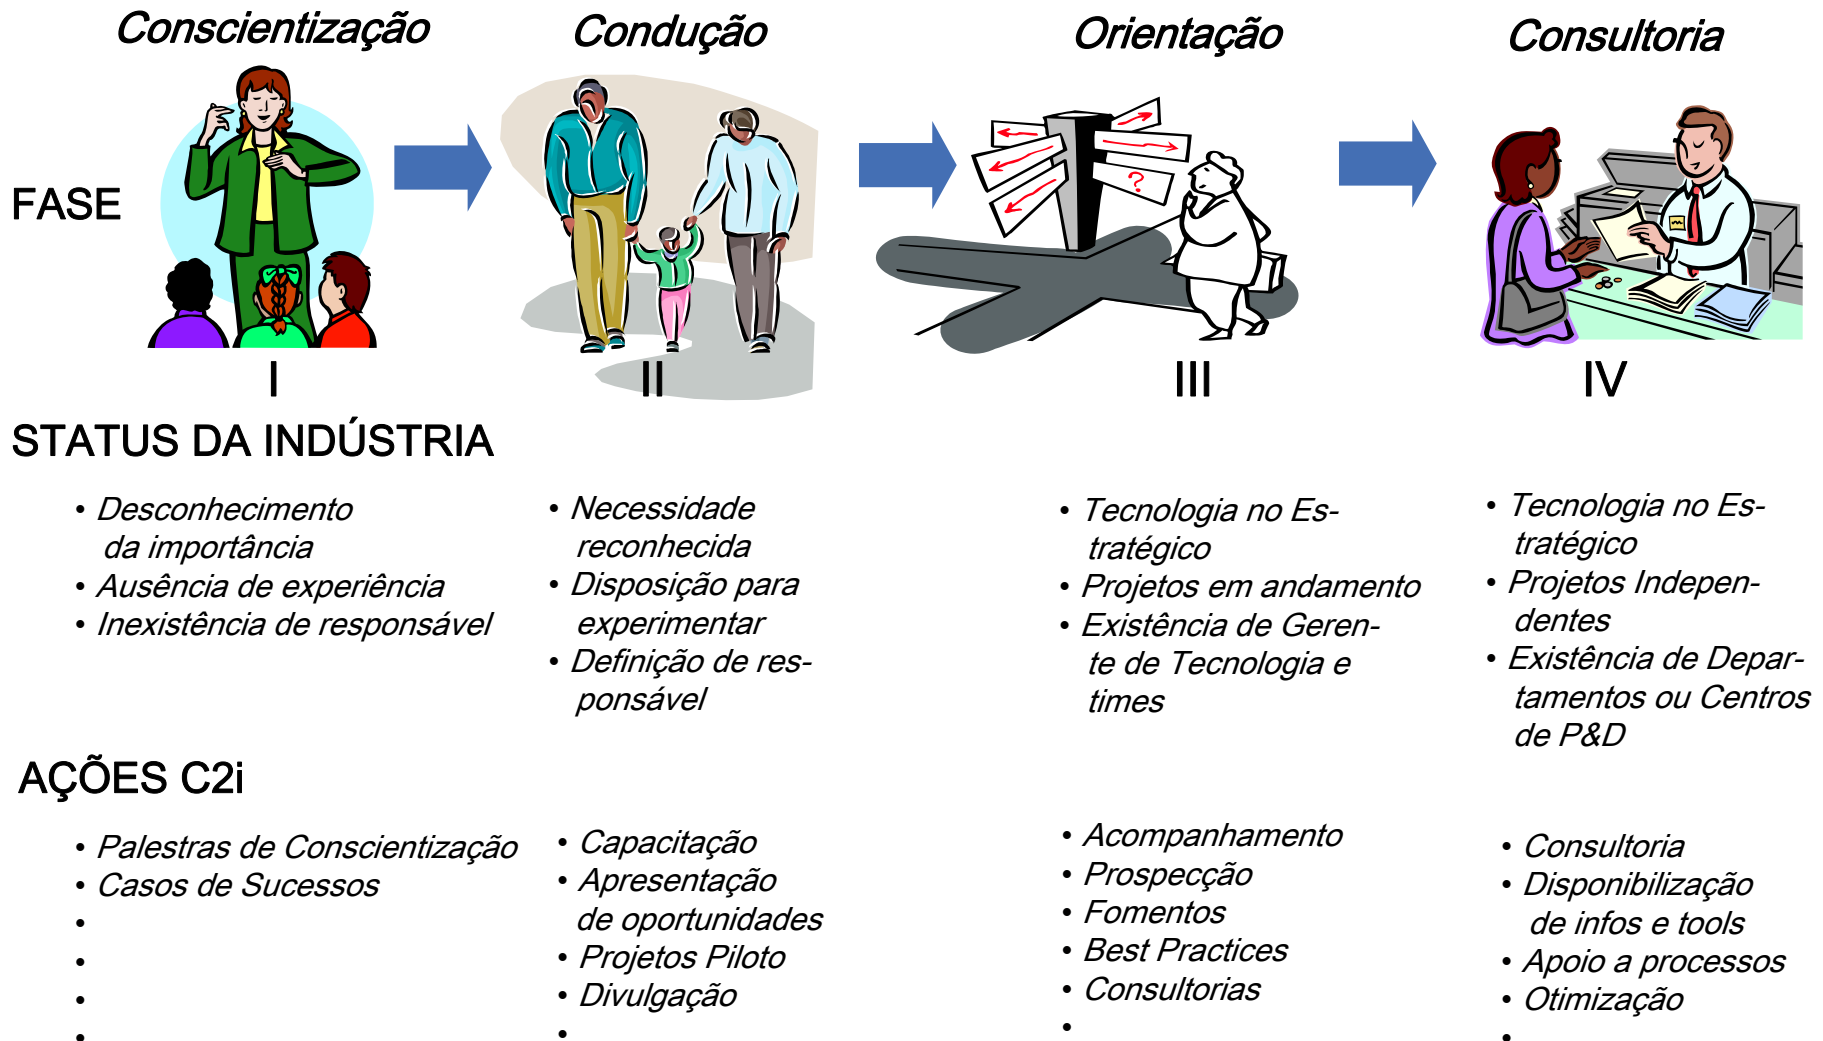 Conscientização
Condução
Orientação
Consultoria
FASE
?
I
II
III
IV
STATUS DA INDÚSTRIA
• Desconhecimento
da importância
• Ausência de experiência
• Inexistência de responsável
• Necessidade
reconhecida
• Disposição para
experimentar
• Definição de res-
ponsável
• Tecnologia no Es-
tratégico
• Projetos em andamento
• Existência de Geren-
te de Tecnologia e
times
• Tecnologia no Es-
tratégico
• Projetos Indepen-
dentes
• Existência de Depar-
tamentos ou Centros
de P&D
AÇÕES C2i
• Palestras de Conscientização
• Casos de Sucessos
•
•
•
•
• Capacitação
• Apresentação
de oportunidades
• Projetos Piloto
• Divulgação
•
• Acompanhamento
• Prospecção
• Fomentos
• Best Practices
• Consultorias
•
• Consultoria
• Disponibilização
de infos e tools
• Apoio a processos
• Otimização
•